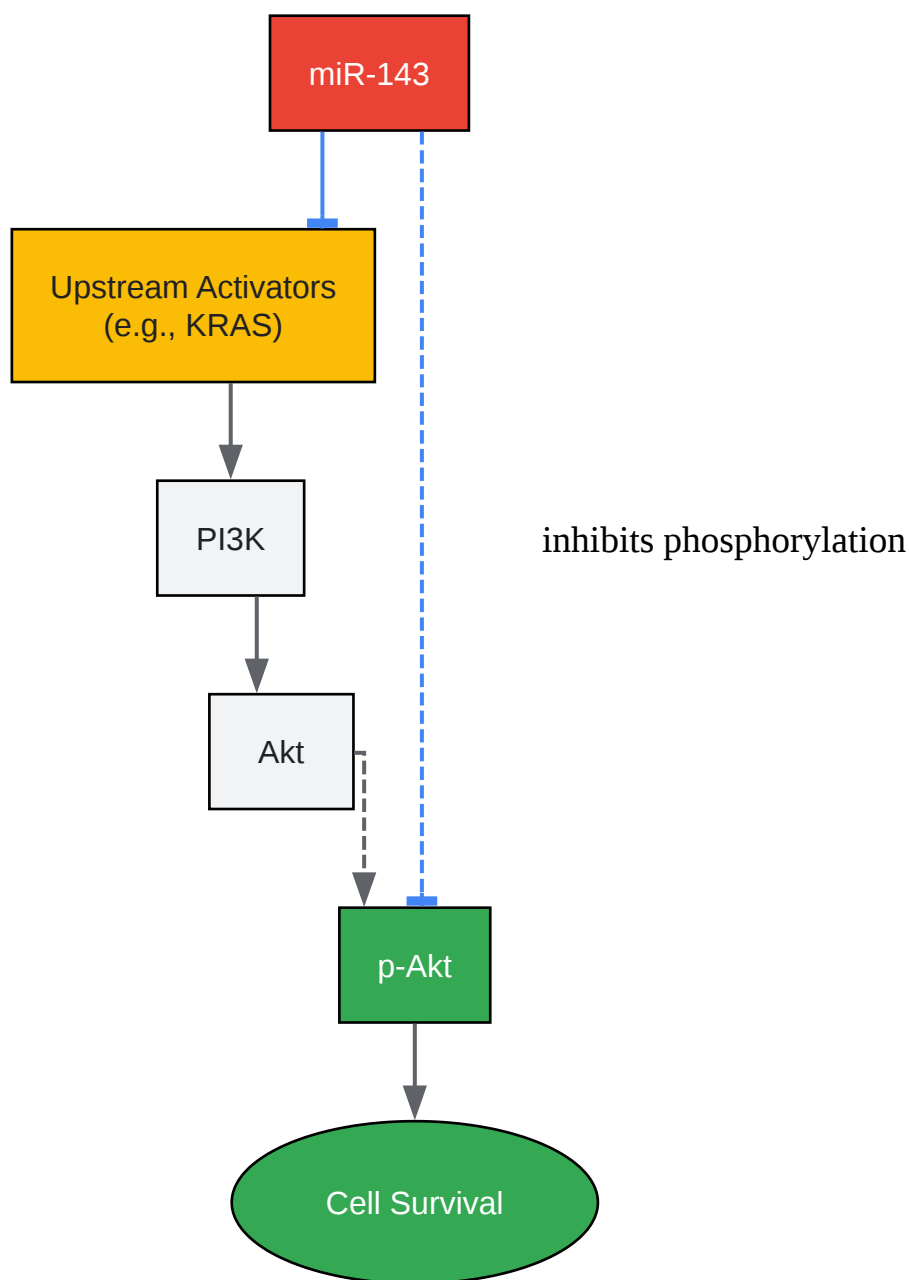 miR-143
Upstream Activators
(e.g., KRAS)
PI3K
inhibits phosphorylation
Akt
p-Akt
Cell Survival